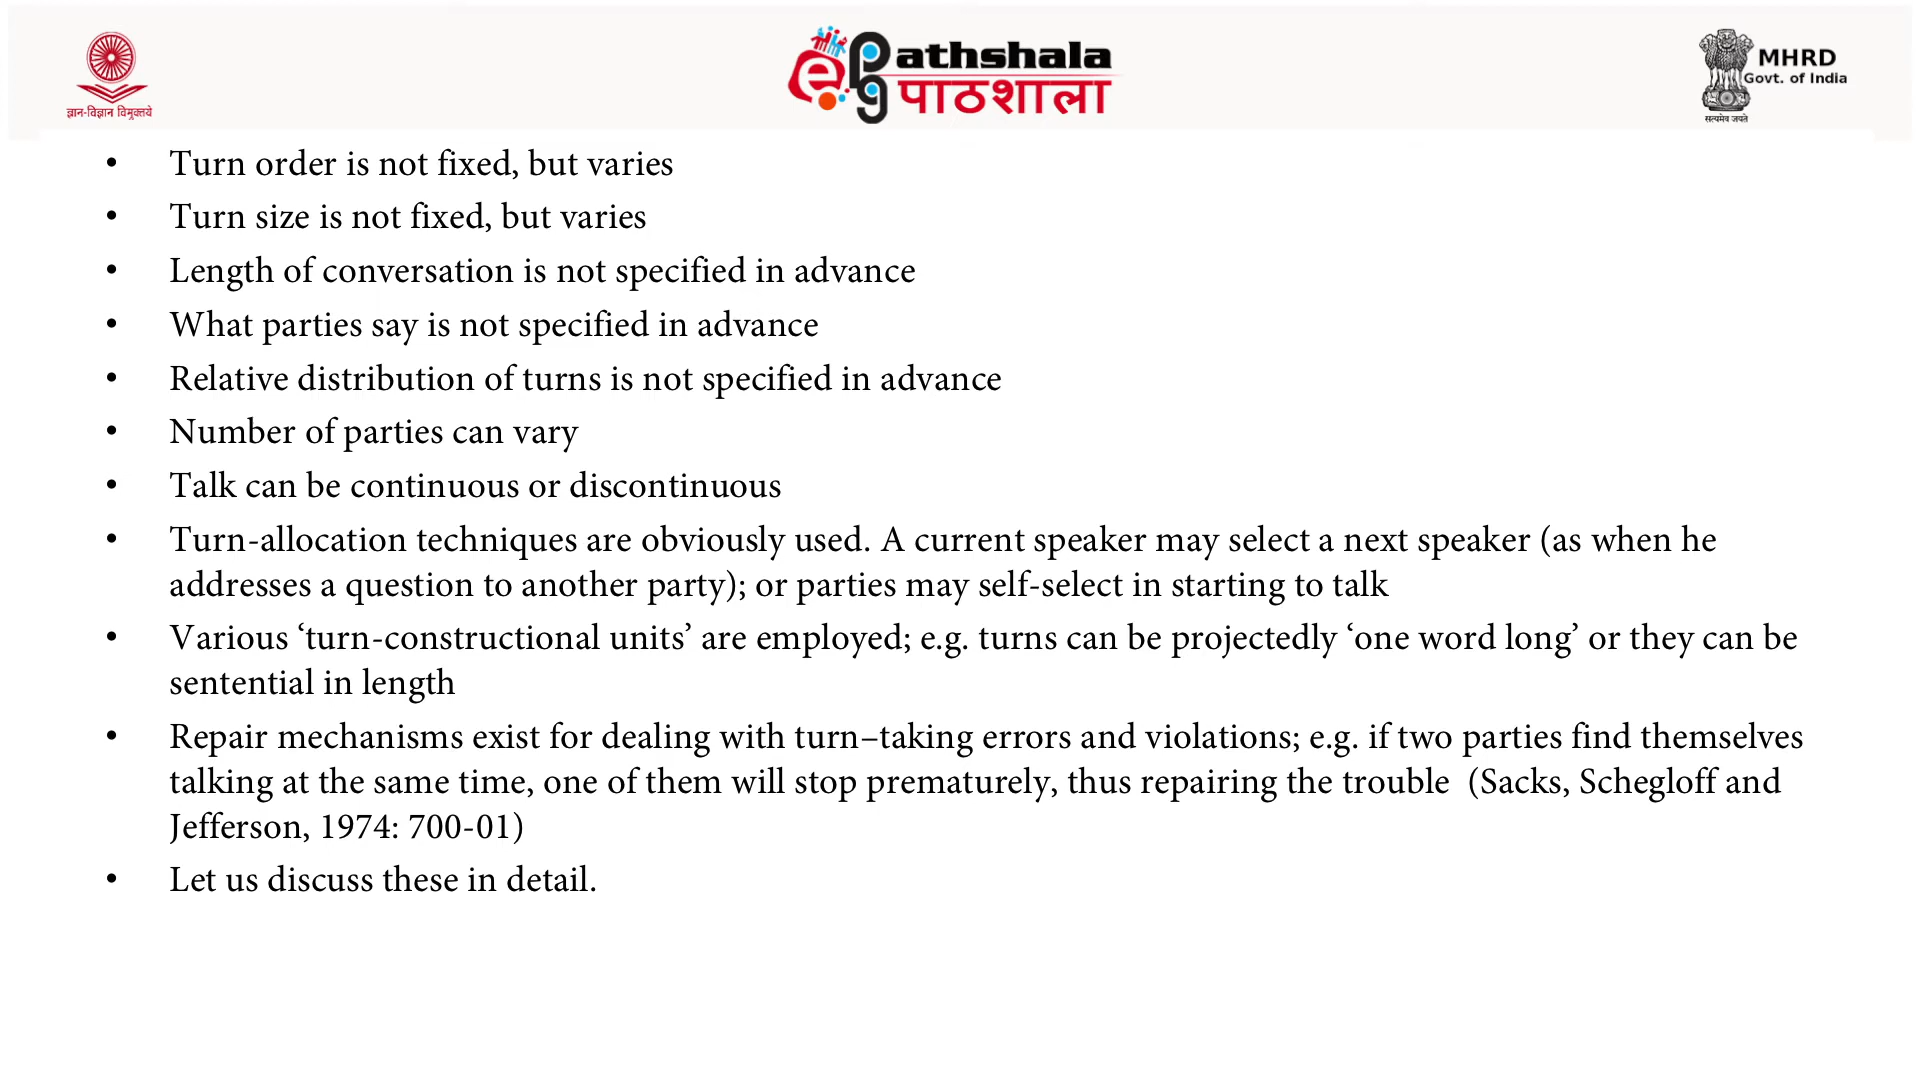 ज्ञान-विज्ञान विमुक्तये
e PG athshala
पाठशाला
MHRD
Govt. of India
सत्यमेव जयते
• Turn order is not fixed, but varies
• Turn size is not fixed, but varies
• Length of conversation is not specified in advance
• What parties say is not specified in advance
• Relative distribution of turns is not specified in advance
• Number of parties can vary
• Talk can be continuous or discontinuous
• Turn-allocation techniques are obviously used. A current speaker may select a next speaker (as when he
addresses a question to another party); or parties may self-select in starting to talk
• Various ‘turn-constructional units’ are employed; e.g. turns can be projectedly ‘one word long’ or they can be
sentential in length
• Repair mechanisms exist for dealing with turn–taking errors and violations; e.g. if two parties find themselves
talking at the same time, one of them will stop prematurely, thus repairing the trouble  (Sacks, Schegloff and
Jefferson, 1974: 700-01)
• Let us discuss these in detail.